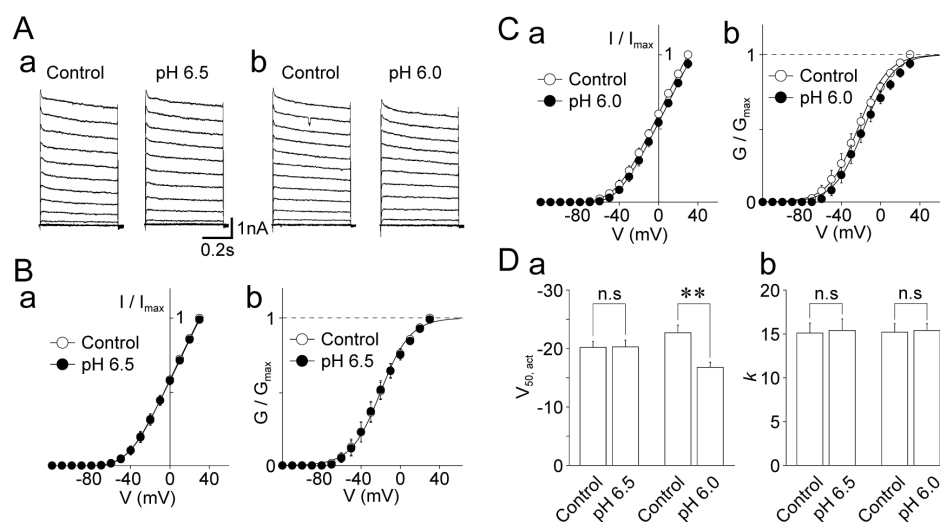 A
a
Control
pH 6.5
b
Control
pH 6.0
1nA
0.2s
B
a
I / Imax
1
Control
pH 6.5
-80
-40
0
40
V (mV)
b
G / Gmax
1
0
Control
pH 6.5
-80
-40
0
40
V (mV)
C
a
I / Imax
1
Control
pH 6.0
-80
-40
0
40
V (mV)
b
G / Gmax
1
0
Control
pH 6.0
-80
-40
0
40
V (mV)
D
a
V50, act
-30
-20
-10
0
n.s
**
Control
pH 6.5
Control
pH 6.0
b
k
20
15
10
5
0
n.s
n.s
Control
pH 6.5
Control
pH 6.0